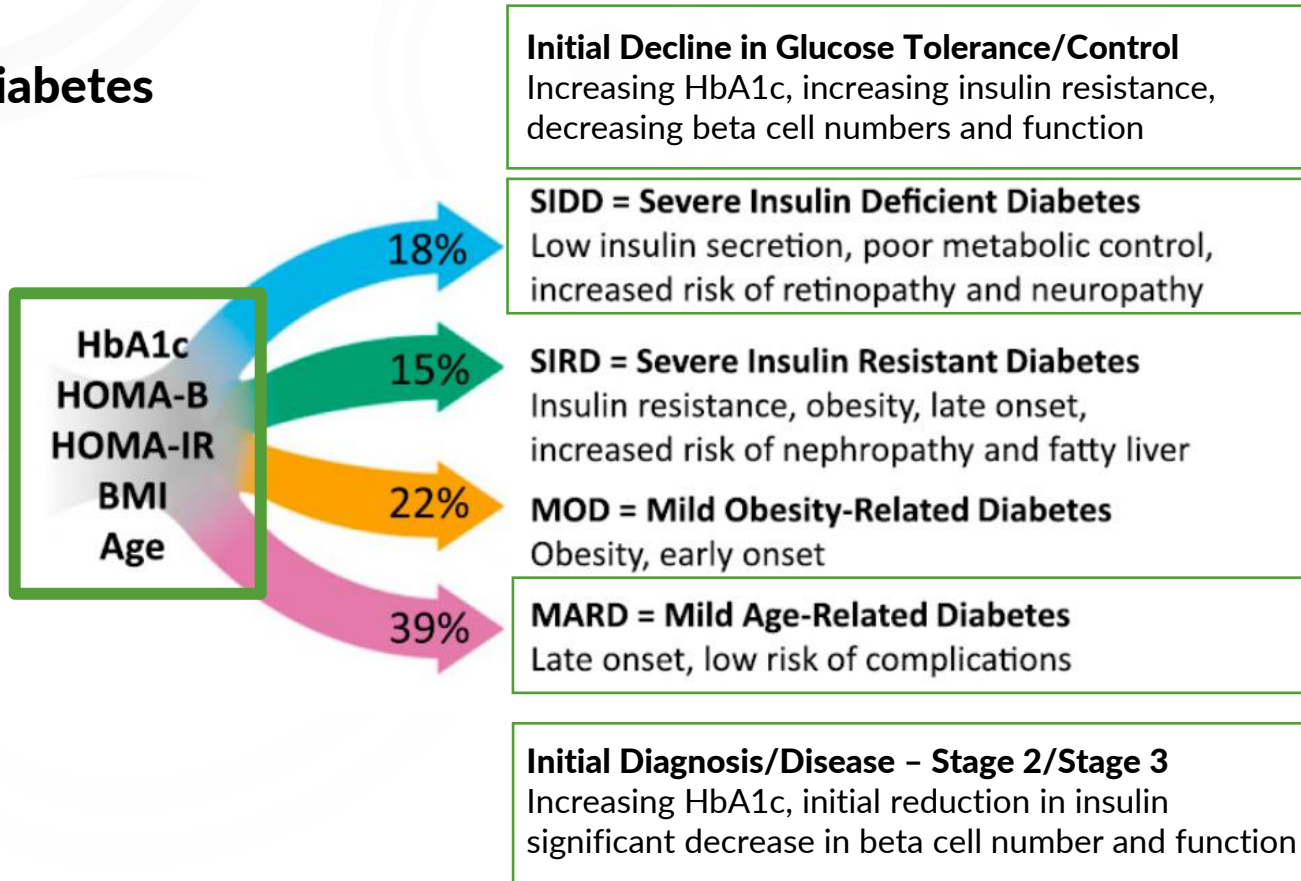 iabetes
Initial Decline in Glucose Tolerance/Control
Increasing HbA1c, increasing insulin resistance,
decreasing beta cell numbers and function
HbA1c
HOMA-B
HOMA-IR
BMI
Age
18%
SIDD = Severe Insulin Deficient Diabetes
Low insulin secretion, poor metabolic control,
increased risk of retinopathy and neuropathy
15%
SIRD = Severe Insulin Resistant Diabetes
Insulin resistance, obesity, late onset,
increased risk of nephropathy and fatty liver
22%
MOD = Mild Obesity-Related Diabetes
Obesity, early onset
39%
MARD = Mild Age-Related Diabetes
Late onset, low risk of complications
Initial Diagnosis/Disease – Stage 2/Stage 3
Increasing HbA1c, initial reduction in insulin
significant decrease in beta cell number and function